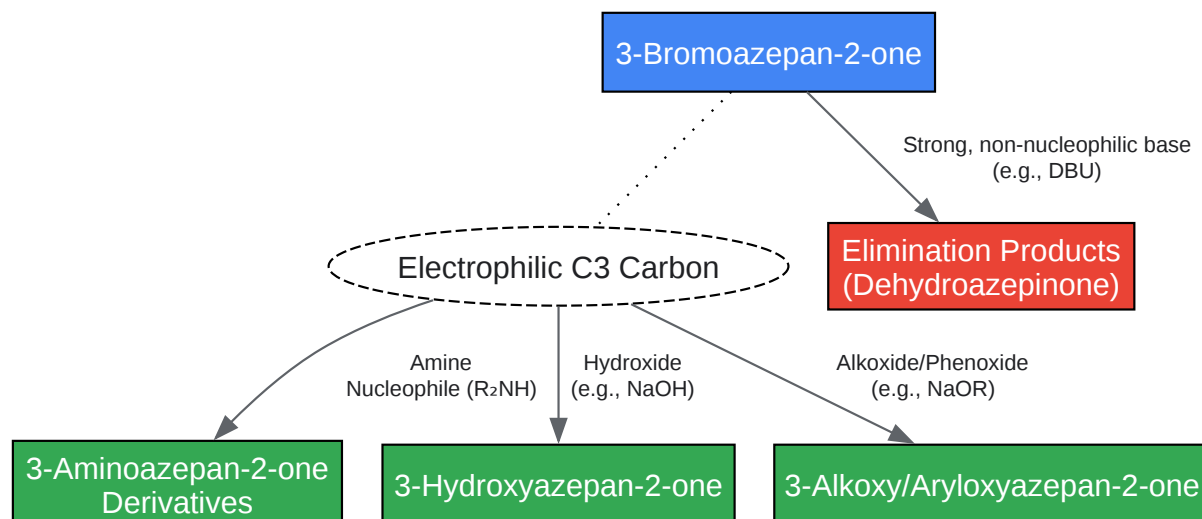 3-Bromoazepan-2-one
Strong, non-nucleophilic base
(e.g., DBU)
Elimination Products
(Dehydroazepinone)
Electrophilic C3 Carbon
Amine
Nucleophile (R₂NH)
Hydroxide
(e.g., NaOH)
Alkoxide/Phenoxide
(e.g., NaOR)
3-Aminoazepan-2-one
Derivatives
3-Hydroxyazepan-2-one
3-Alkoxy/Aryloxyazepan-2-one